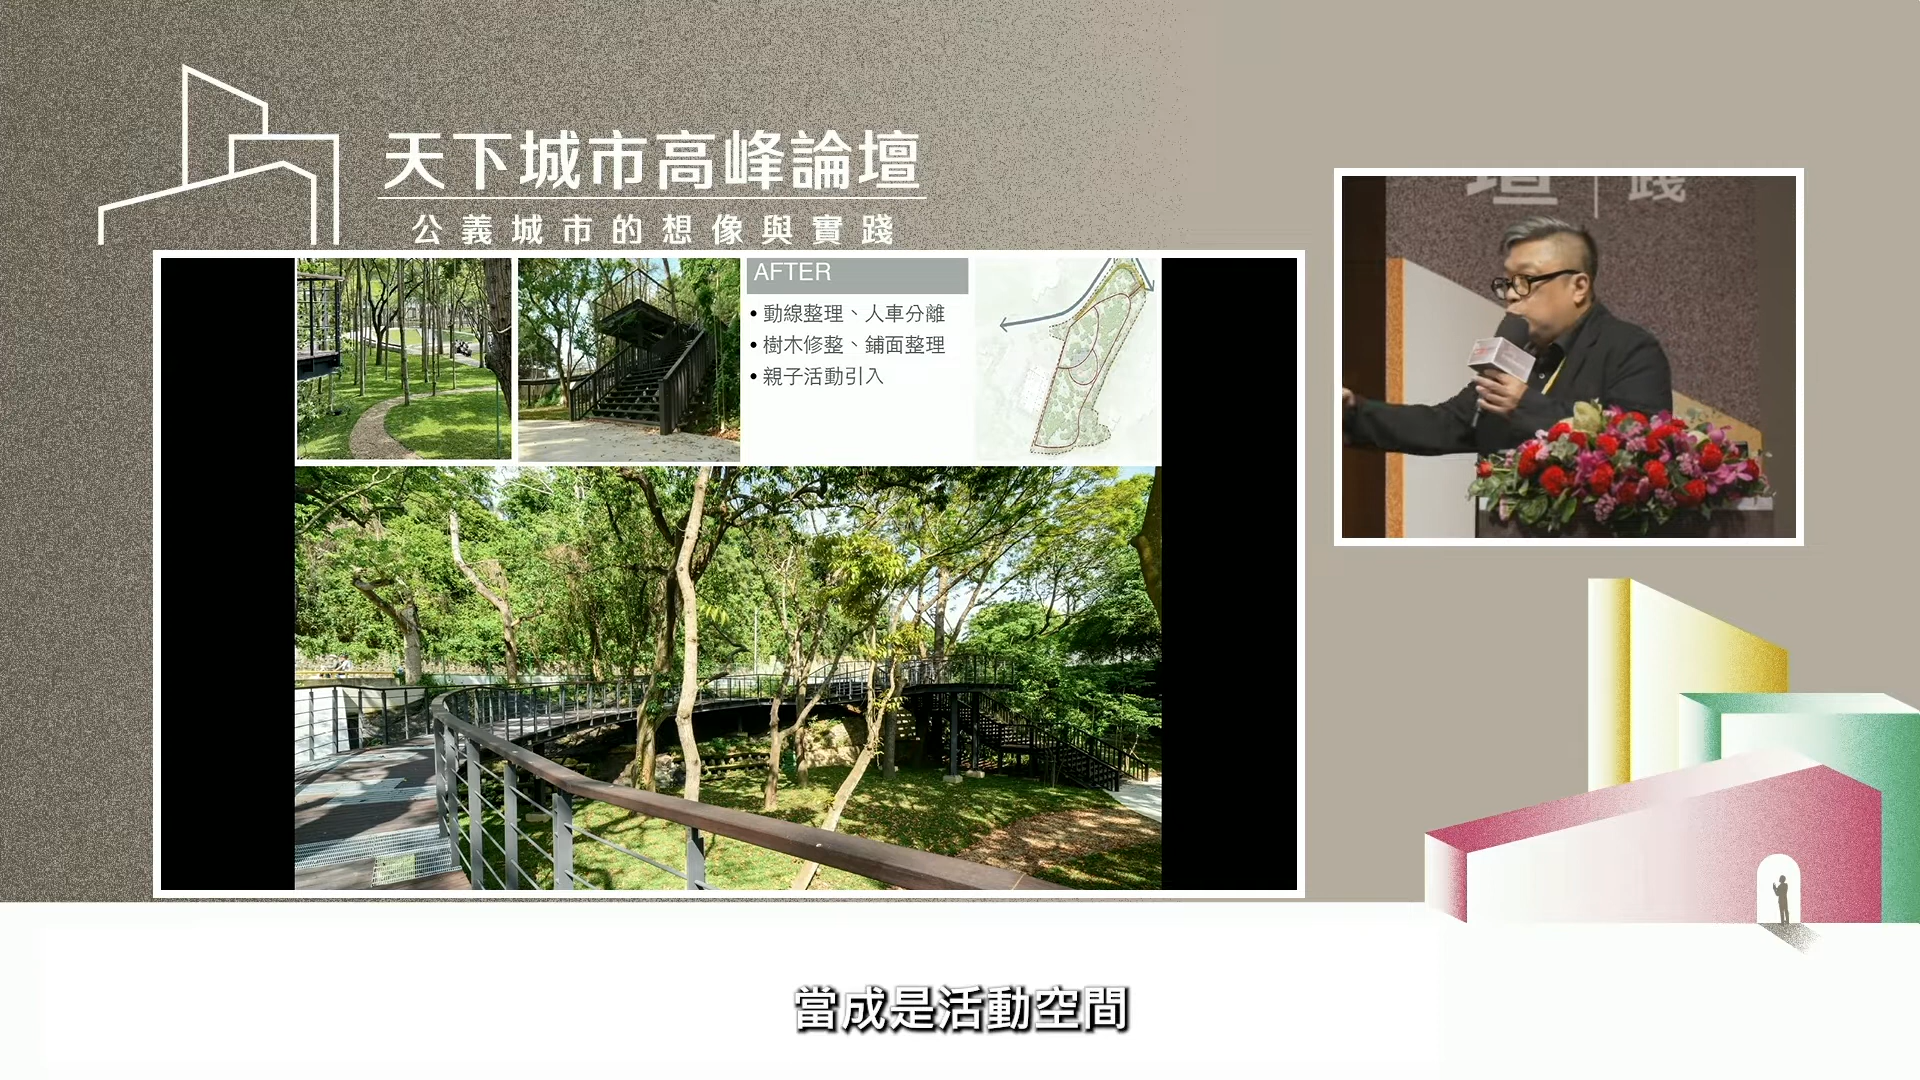 天下城市高峰論壇
公義城市的想像與實踐
AFTER
• 動線整理、人車分離
• 樹木修整、鋪面整理
• 親子活動引入
壇 踐
當成是活動空間